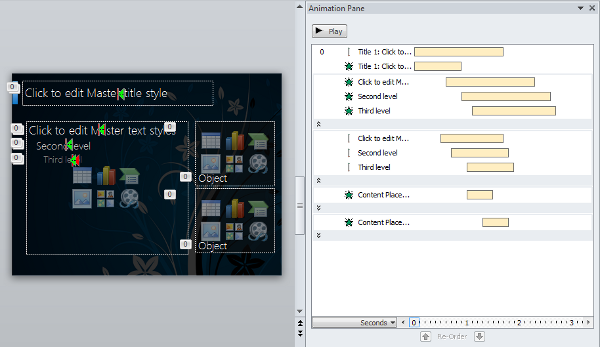 Animation Pane
Play
0 Title 1: Click to...
Title 1: Click to...
Click to edit M...
Second level
Third level
Click to edit M...
Second level
Third level
Content Place...
Content Place...
Seconds 0 1 2 3
Re-Order
0
Click to edit Master title style
0 Click to edit Master text styles 0
0 Second level
0 Third level
0
0 Object
0 Object